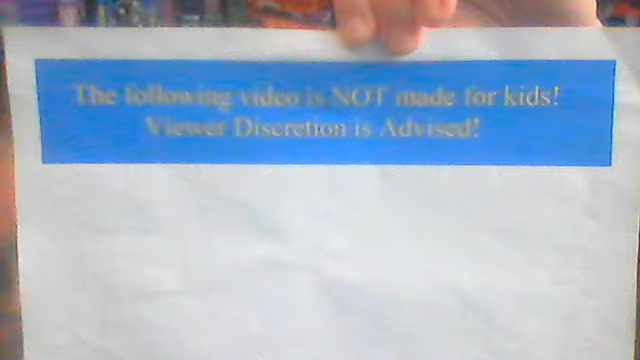 The following video is NOT made for kids!
Viewer Discretion is Advised!